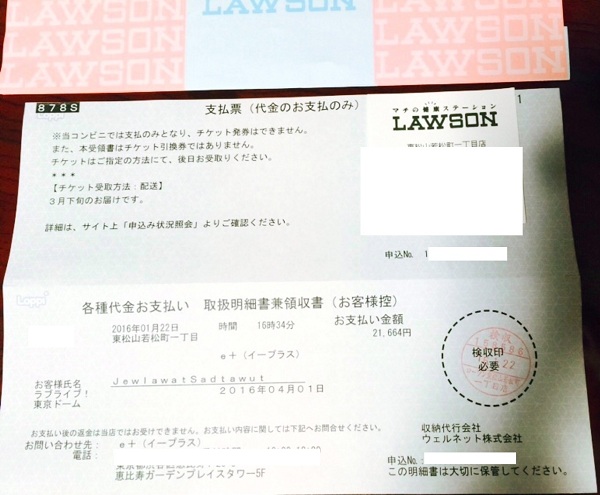 LAWSON LAWSON LAWSON
8785
支払票（代金のお支払のみ）
マチの健康ステーション
LAWSON
東松山若松町一丁目店
※当コンビニでは支払のみとなり、チケット発券はできません。
また、本受領書はチケット引換券ではありません。
チケットはご指定の方法にて、後日お受取りください。
＊＊＊
【チケット受取方法：配送】
3月下旬のお届けです。
詳細は、サイト上「申込み状況照会」よりご確認ください。
申込No. 1
Loppi
各種代金お支払い 取扱明細書兼領収書（お客様控）
2016年01月22日 時間 16時34分 お支払い金額
東松山若松町一丁目 21,664円
e+（イープラス）
検収印
必要
お客様氏名 JewlawatSadtawut
ラブライブ！ 2016年04月01日
東京ドーム
お支払い後の返金は当店ではお受けできません。お支払い内容に関しては下記へお問合せください。
お問い合わせ先：e+（イープラス）
電話：
恵比寿ガーデンプレイスタワー5F
収納代行会社
ウェルネット株式会社
申込No.
この明細書は大切に保管してください。